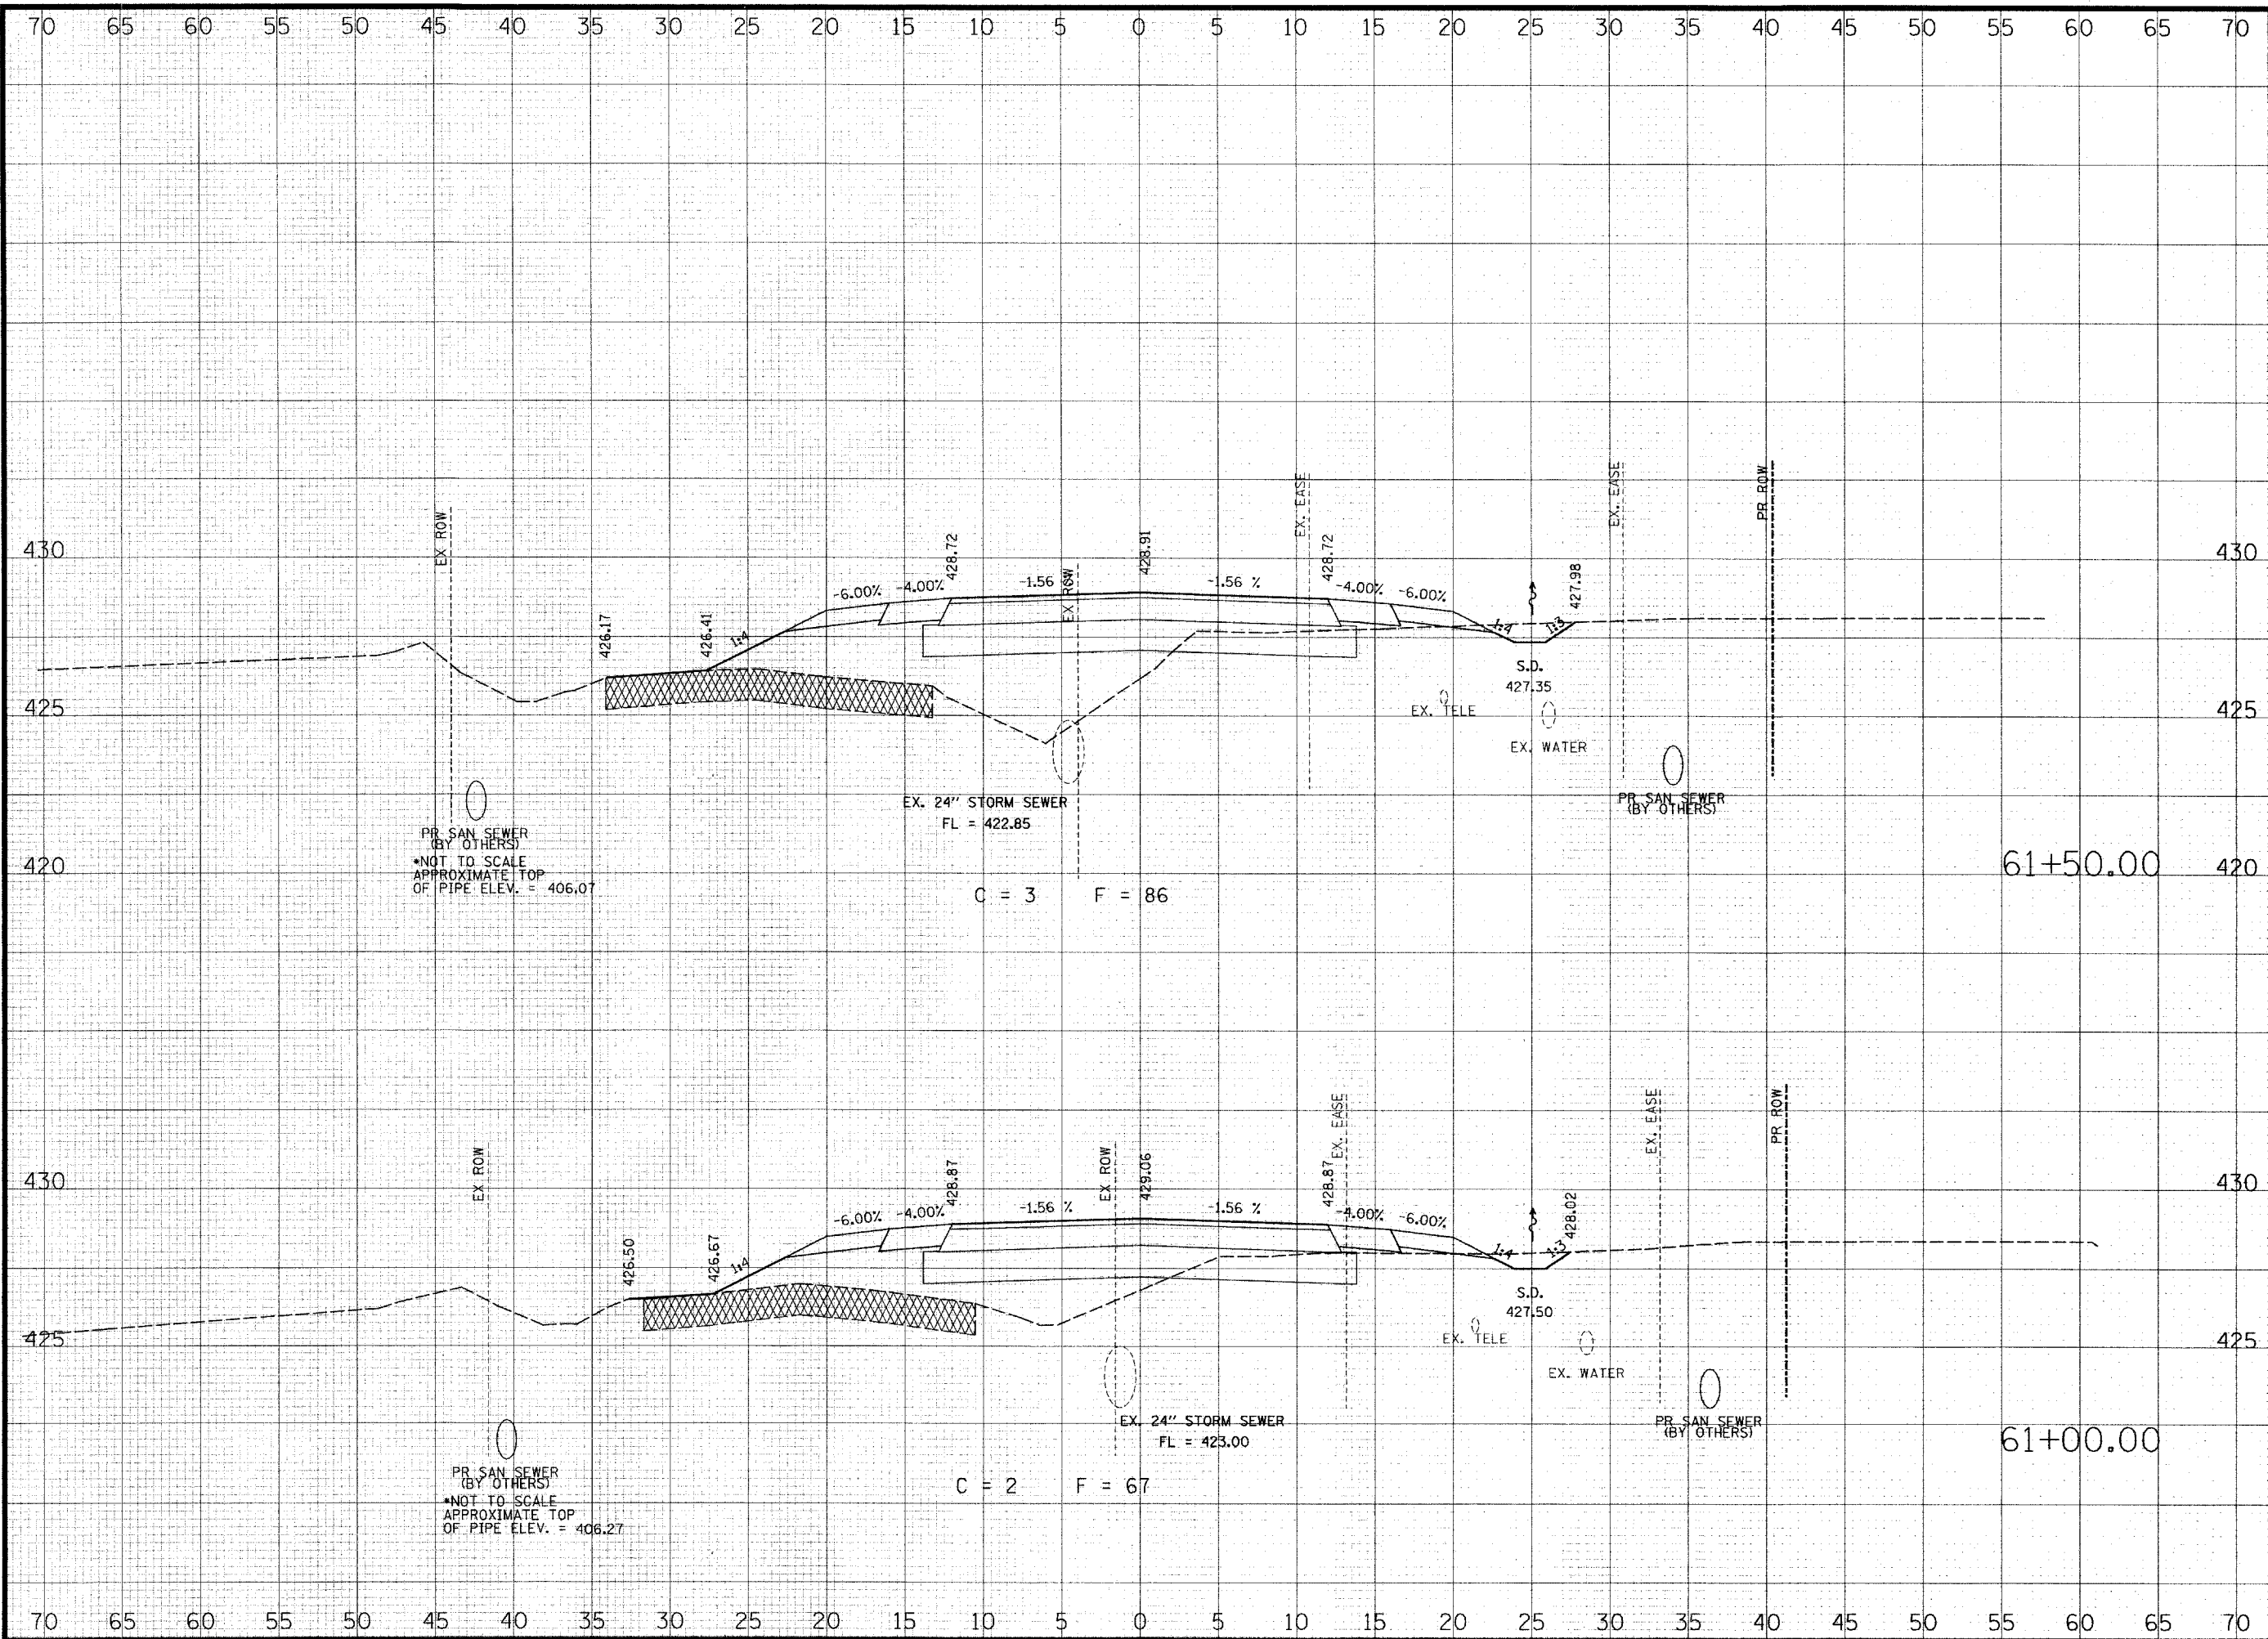 70 65 60 55 50 45 40 35 30 25 20 15 10 5 0 5 10 15 20 25 30 35 40 45 50 55 60 65 70
EX. EASE
PR ROW
EX. EASE
EX ROW
430
428.72
428.91
428.72
430
EX ROW
427.98
-6.00% -4.00% -1.56 % -1.56 % -4.00% -6.00%
426.17
426.41
1:4
1:4
1:3
S.D.
427.35
425
EX. TELE
425
EX. WATER
EX. 24" STORM SEWER
FL = 422.85
PR SAN SEWER
(BY OTHERS)
PR SAN SEWER
(BY OTHERS)
*NOT TO SCALE
APPROXIMATE TOP
OF PIPE ELEV. = 406.07
420
61+50.00
420
C = 3 F = 86
EX. EASE
EX. EASE
PR ROW
EX ROW
EX ROW
430
428.87
429.06
428.87
430
428.02
-6.00% -4.00% -1.56 % -1.56 % -4.00% -6.00%
426.50
426.67
1:4
1:4
1:3
S.D.
427.50
425
EX. TELE
425
EX. WATER
EX. 24" STORM SEWER
FL = 423.00
PR SAN SEWER
(BY OTHERS)
61+00.00
PR SAN SEWER
(BY OTHERS)
*NOT TO SCALE
APPROXIMATE TOP
OF PIPE ELEV. = 406.27
C = 2 F = 67
70 65 60 55 50 45 40 35 30 25 20 15 10 5 0 5 10 15 20 25 30 35 40 45 50 55 60 65 70